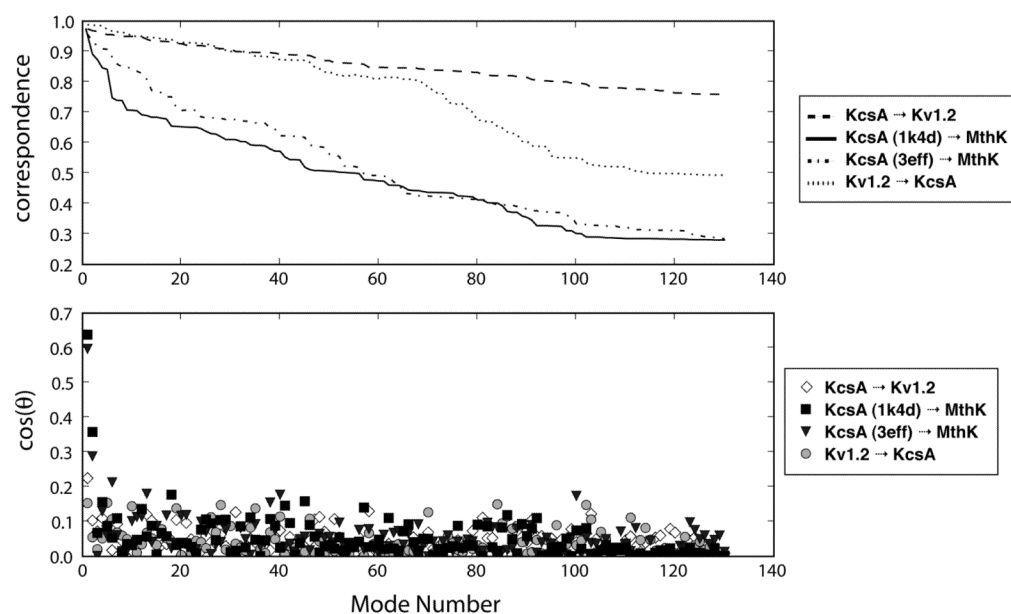 correspondence
1.0
0.9
0.8
0.7
0.6
0.5
0.4
0.3
0.2
0 20 40 60 80 100 120 140
KcsA ⇢ Kv1.2
KcsA (1k4d) ⇢ MthK
KcsA (3eff) ⇢ MthK
Kv1.2 ⇢ KcsA
cos(θ)
0.7
0.6
0.5
0.4
0.3
0.2
0.1
0.0
0 20 40 60 80 100 120 140
Mode Number
KcsA ⇢ Kv1.2
KcsA (1k4d) ⇢ MthK
KcsA (3eff) ⇢ MthK
Kv1.2 ⇢ KcsA